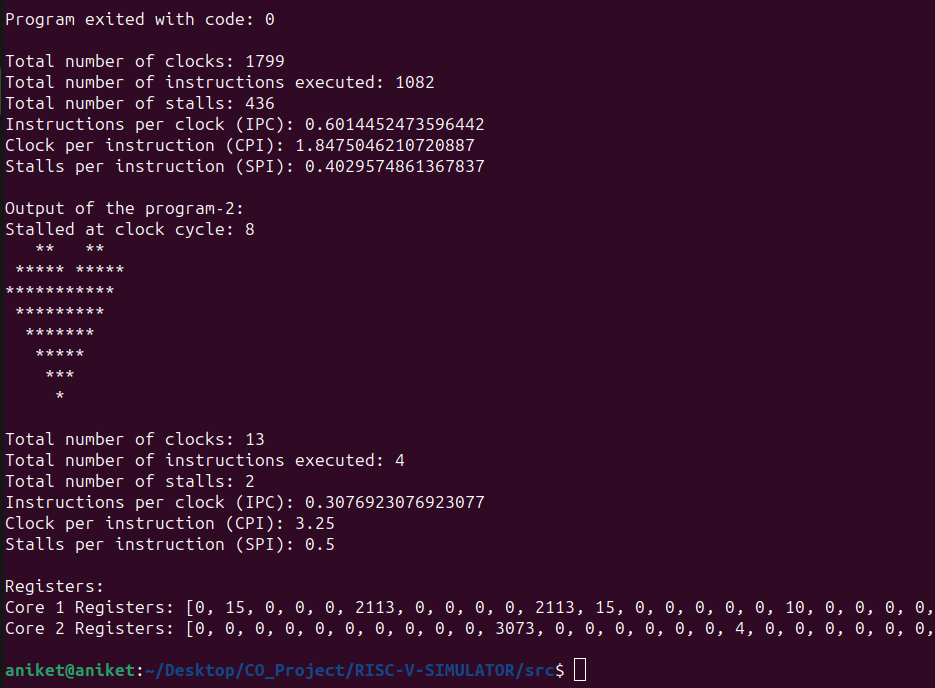 Program exited with code: 0
Total number of clocks: 1799
Total number of instructions executed: 1082
Total number of stalls: 436
Instructions per clock (IPC): 0.6014452473596442
Clock per instruction (CPI): 1.8475046210720887
Stalls per instruction (SPI): 0.4029574861367837
Output of the program-2:
Stalled at clock cycle: 8
   **   **
 ***** *****
***********
 *********
  *******
   *****
    ***
     *
Total number of clocks: 13
Total number of instructions executed: 4
Total number of stalls: 2
Instructions per clock (IPC): 0.3076923076923077
Clock per instruction (CPI): 3.25
Stalls per instruction (SPI): 0.5
Registers:
Core 1 Registers: [0, 15, 0, 0, 0, 2113, 0, 0, 0, 0, 2113, 15, 0, 0, 0, 0, 0, 10, 0, 0, 0, 0,
Core 2 Registers: [0, 0, 0, 0, 0, 0, 0, 0, 0, 0, 3073, 0, 0, 0, 0, 0, 0, 4, 0, 0, 0, 0, 0, 0,
aniket@aniket:~/Desktop/CO_Project/RISC-V-SIMULATOR/src$